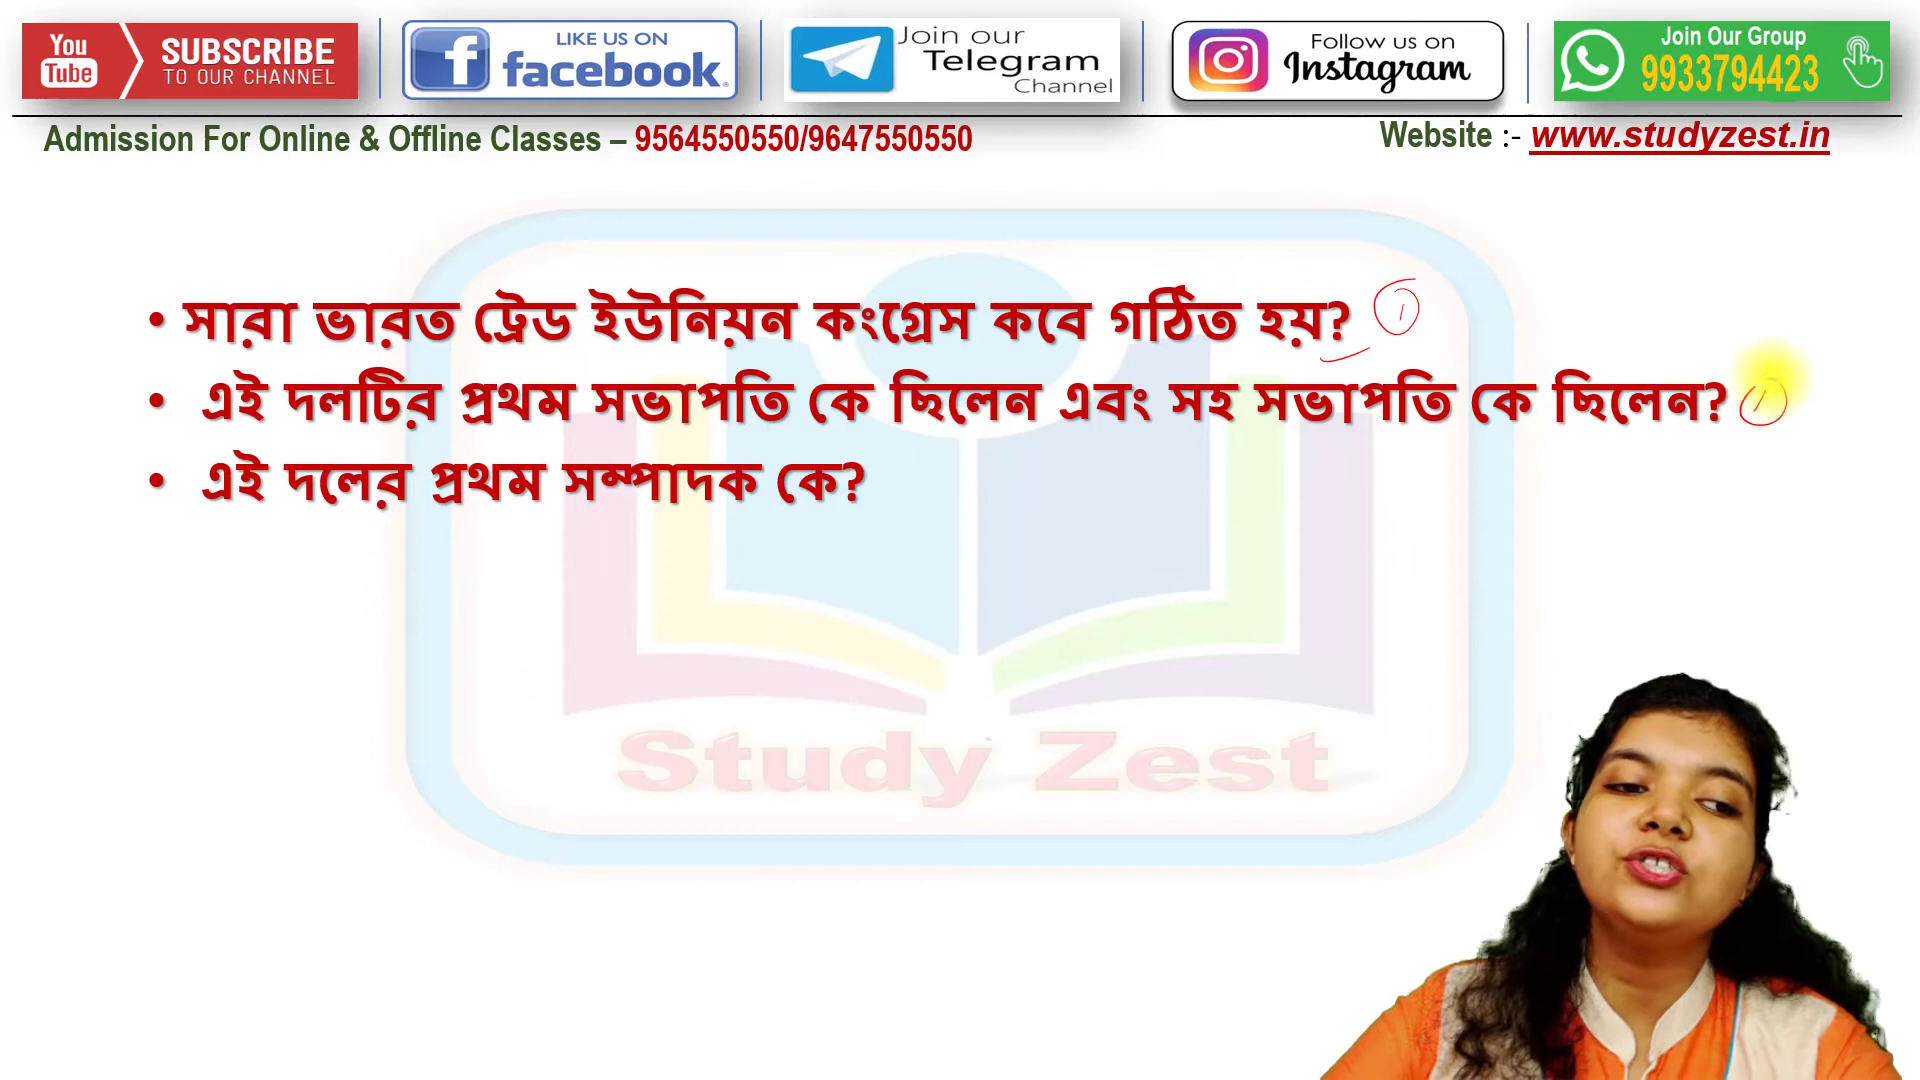 You Tube SUBSCRIBE TO OUR CHANNEL
LIKE US ON facebook
Join our Telegram Channel
Follow us on Instagram
Join Our Group 9933794423
Admission For Online & Offline Classes – 9564550550/9647550550
Website :- www.studyzest.in
• সারা ভারত ট্রেড ইউনিয়ন কংগ্রেস কবে গঠিত হয়? 1
• এই দলটির প্রথম সভাপতি কে ছিলেন এবং সহ সভাপতি কে ছিলেন? 1
• এই দলের প্রথম সম্পাদক কে?
Study Zest